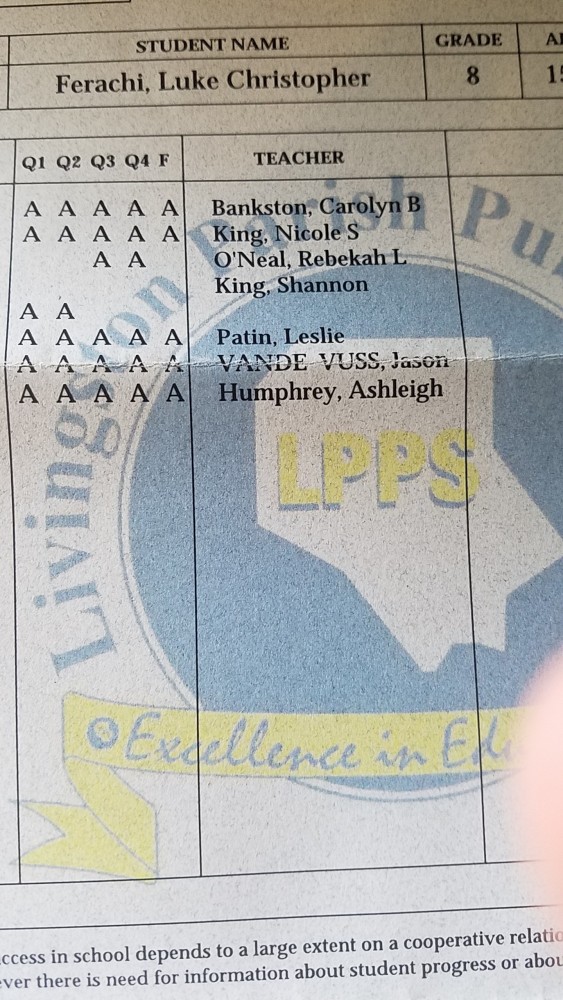 STUDENT NAME GRADE
Ferachi, Luke Christopher 8
Q1 Q2 Q3 Q4 F TEACHER
A A A A A Bankston, Carolyn B
A A A A A King, Nicole S
A A O'Neal, Rebekah L
King, Shannon
A A
A A A A A Patin, Leslie
A A A A A VANDE VUSS, Jason
A A A A A Humphrey, Ashleigh
Livingston Parish Pu
LPPS
Excellence in Ed
ccess in school depends to a large extent on a cooperative relatio
ver there is need for information about student progress or abou